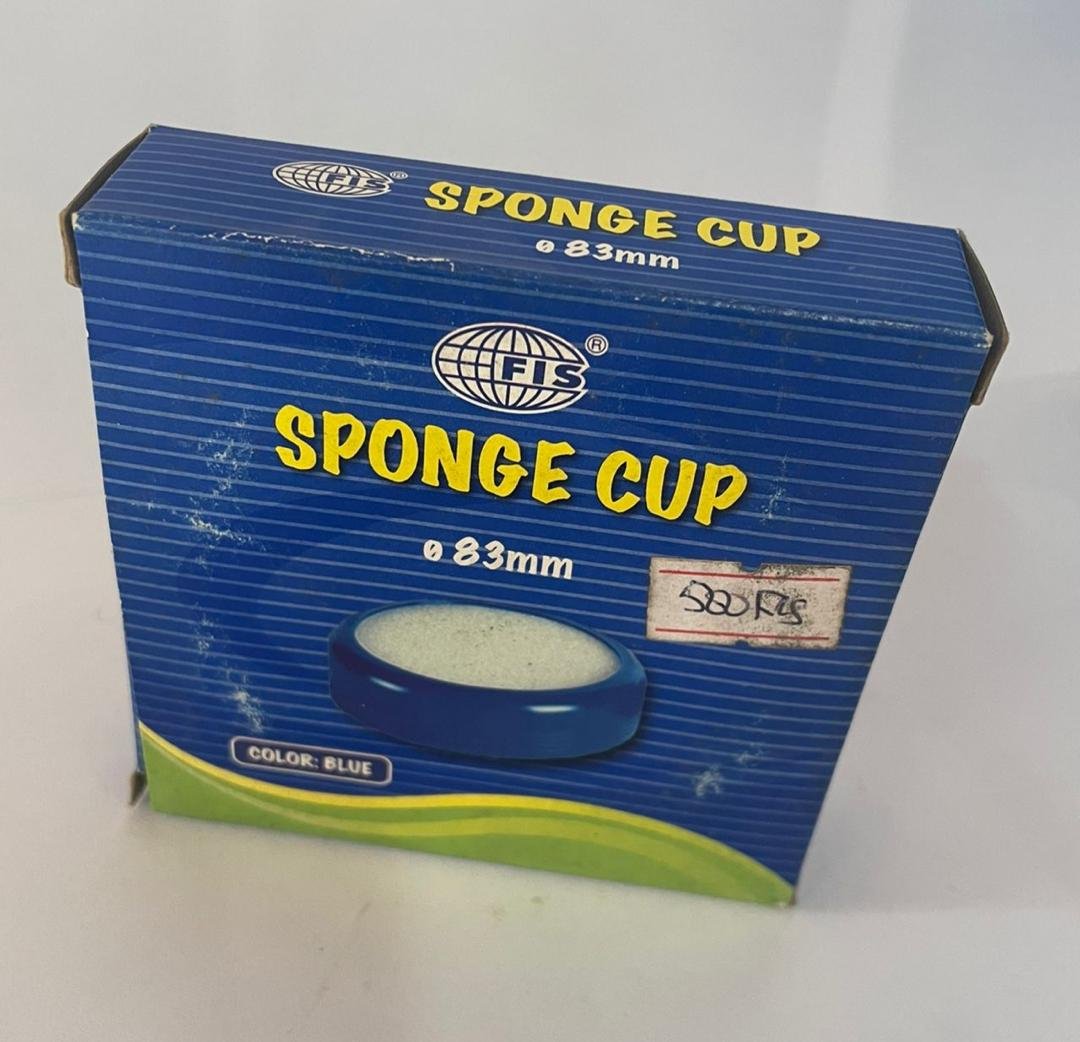 FIS®
SPONGE CUP
ø 83mm
FIS®
SPONGE CUP
ø 83mm
COLOR: BLUE